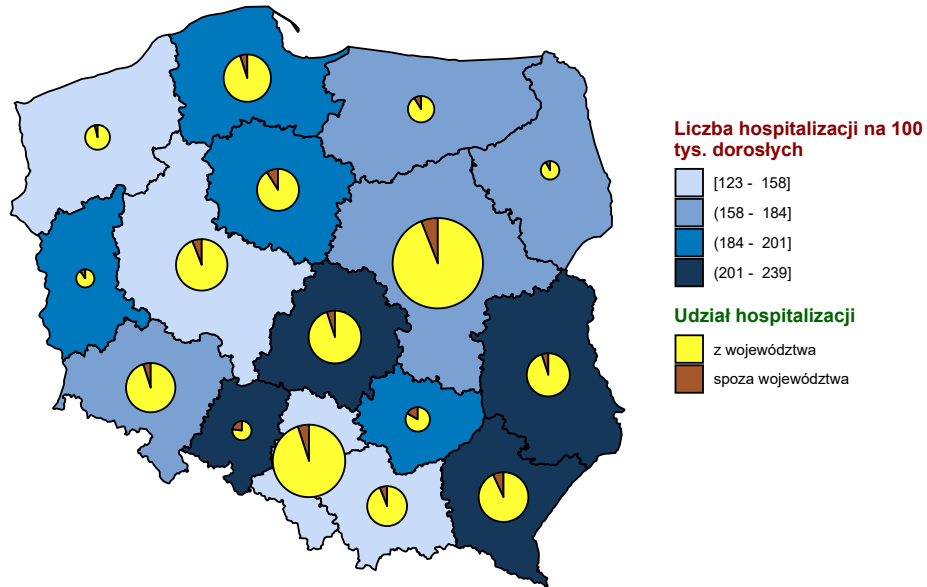 Liczba hospitalizacji na 100
tys. dorosłych
[123 - 158]
(158 - 184]
(184 - 201]
(201 - 239]
Udział hospitalizacji
z województwa
spoza województwa